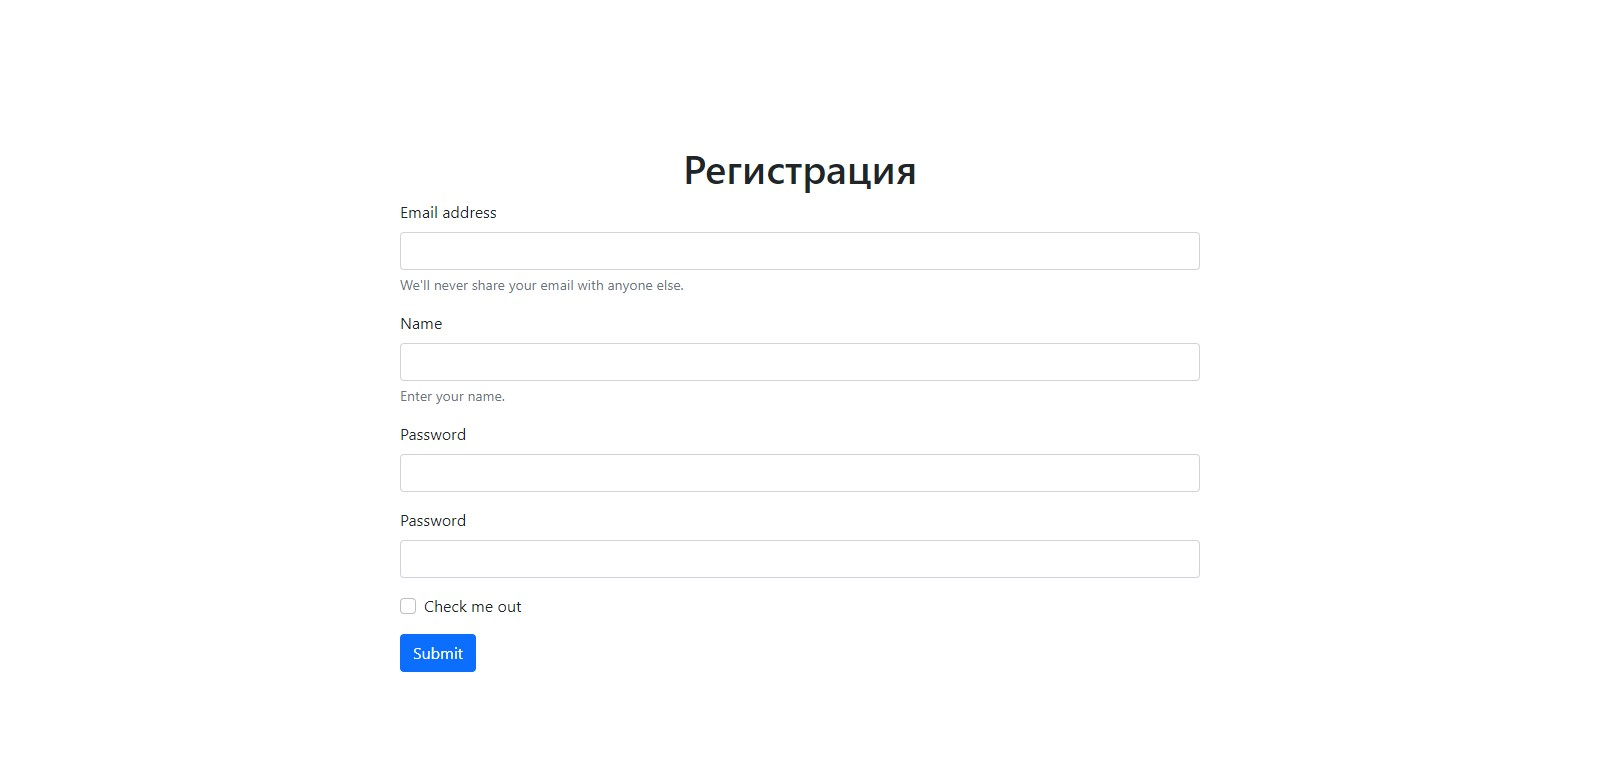 Регистрация
Email address
We'll never share your email with anyone else.
Name
Enter your name.
Password
Password
Check me out
Submit